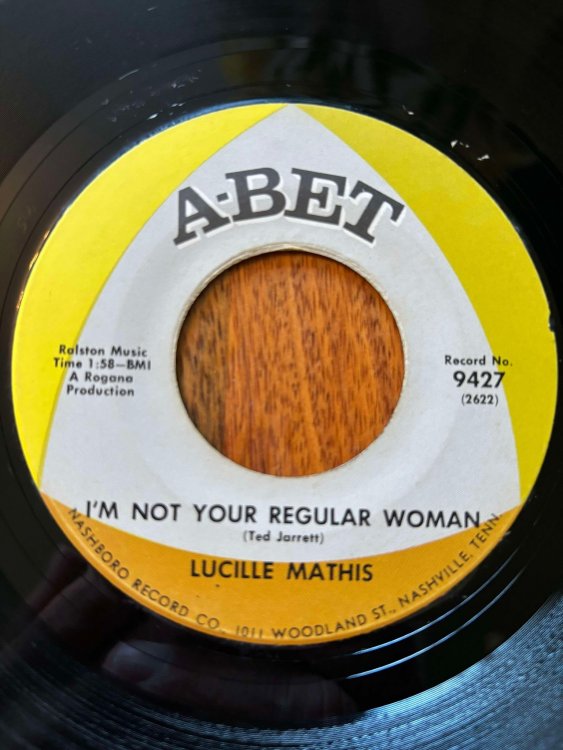 A-BET
Ralston Music
Time 1:58—BMI
A Rogana
Production
Record No.
9427
(2622)
I'M NOT YOUR REGULAR WOMAN
(Ted Jarrett)
LUCILLE MATHIS
NASHBORO RECORD CO., 1011 WOODLAND ST., NASHVILLE, TENN